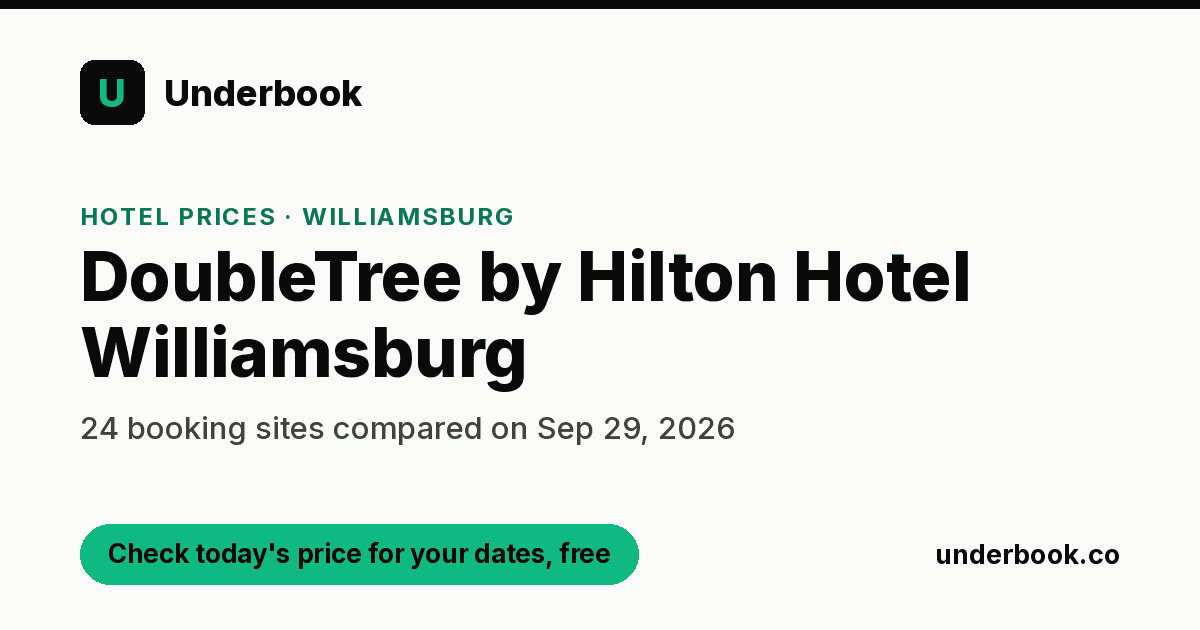 U Underbook
HOTEL PRICES · WILLIAMSBURG
DoubleTree by Hilton Hotel
Williamsburg
24 booking sites compared on Sep 29, 2026
Check today's price for your dates, free
underbook.co